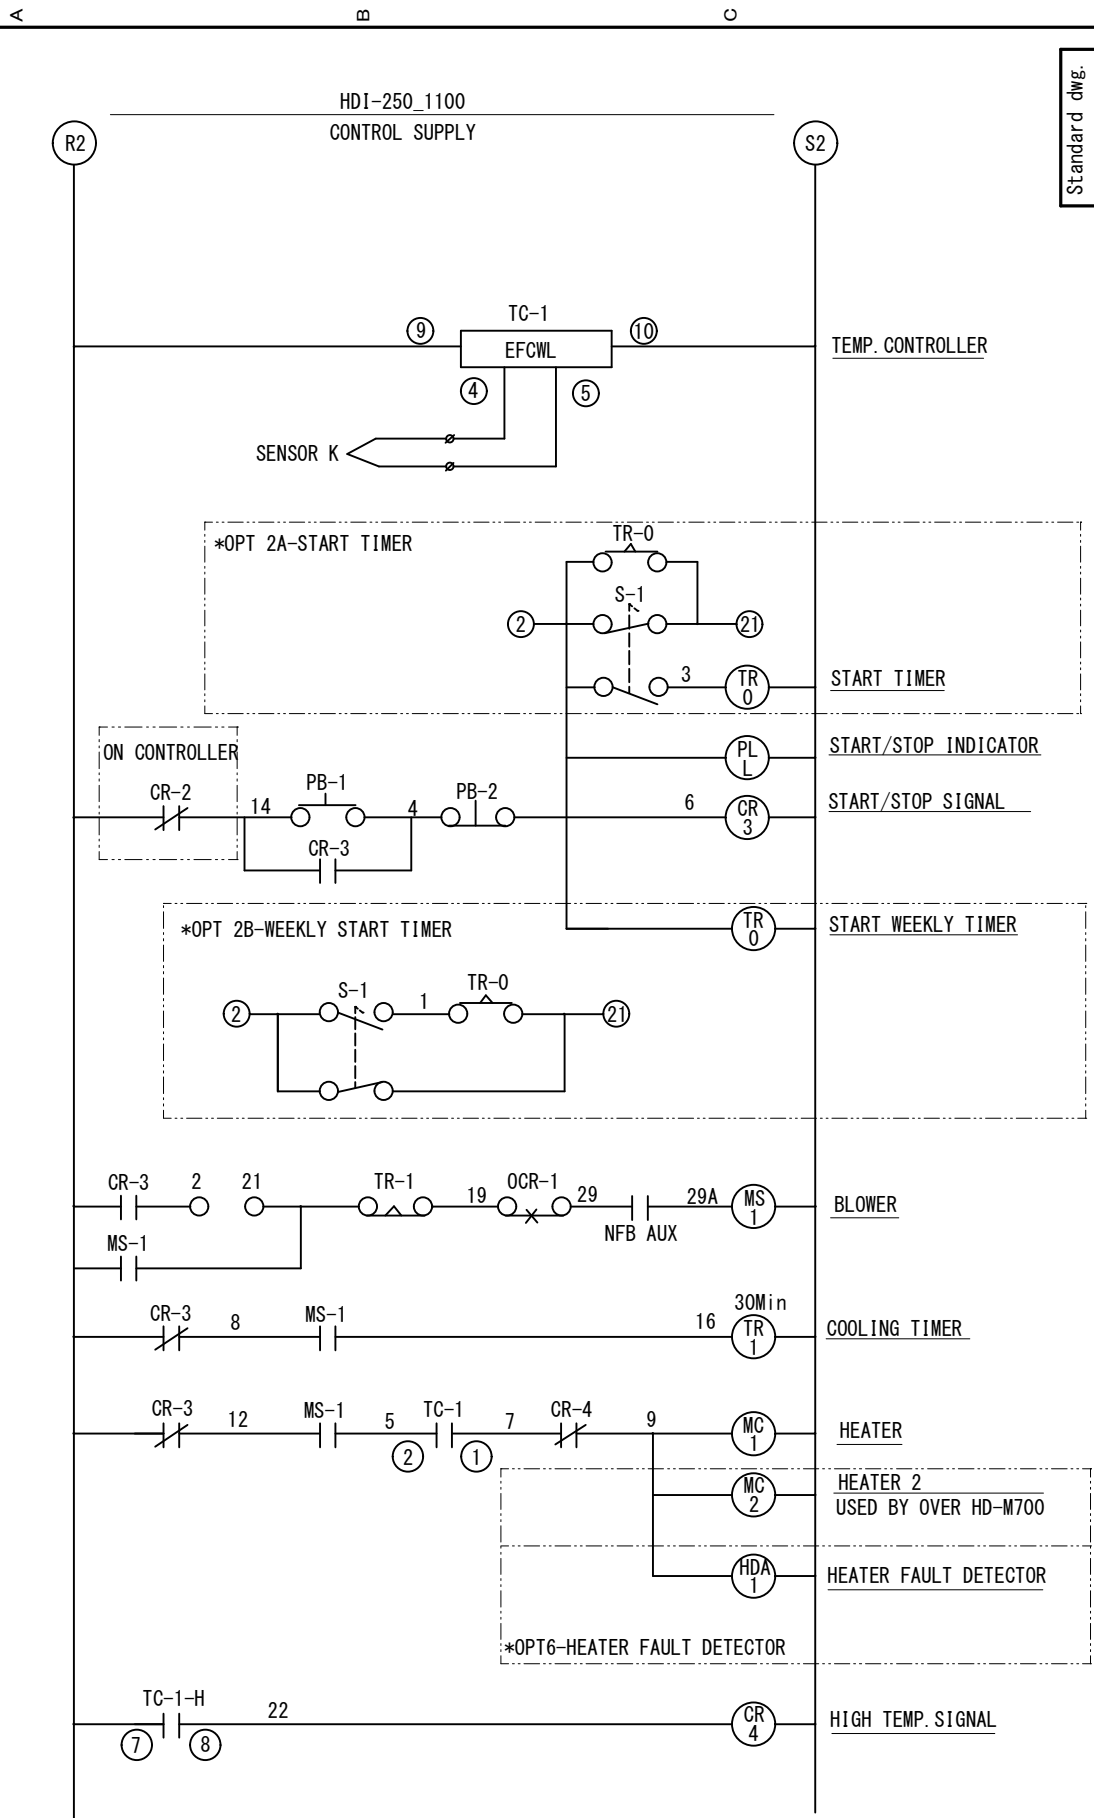 A
B
C
Standard dwg.
HDI-250_1100
CONTROL SUPPLY
R2
S2
TC-1
9
EFCWL
10
TEMP.CONTROLLER
4
5
SENSOR K
*OPT 2A-START TIMER
TR-0
S-1
2
21
3
TR
0
START TIMER
ON CONTROLLER
PL
L
START/STOP INDICATOR
CR-2
14
PB-1
4
PB-2
6
CR
3
START/STOP SIGNAL
CR-3
*OPT 2B-WEEKLY START TIMER
TR
0
START WEEKLY TIMER
2
S-1
1
TR-0
21
CR-3
2
21
TR-1
19
OCR-1
29
NFB AUX
29A
MS
1
BLOWER
MS-1
CR-3
8
MS-1
16
30Min
TR
1
COOLING TIMER
CR-3
12
MS-1
5
TC-1
7
CR-4
9
MC
1
HEATER
2
1
MC
2
HEATER 2
USED BY OVER HD-M700
HDA
1
HEATER FAULT DETECTOR
*OPT6-HEATER FAULT DETECTOR
TC-1-H
22
7
8
CR
4
HIGH TEMP.SIGNAL